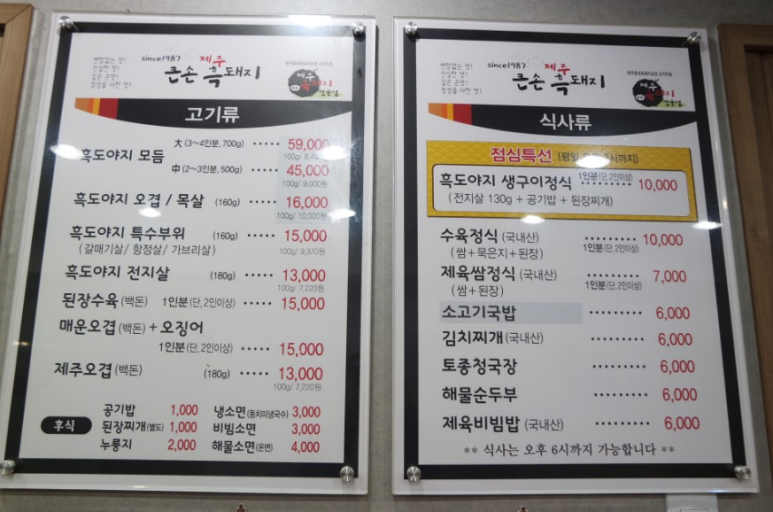 since1987
제주
큰손 흑돼지
고기류
흑도야지 모듬
大 (3~4인분, 700g) ····· 59,000
中 (2~3인분, 500g) ····· 45,000
100g/ 9,000원
흑도야지 오겹 / 목살 (160g) ····· 16,000
100g/ 10,000원
흑도야지 특수부위 (160g) ····· 15,000
(갈매기살/ 항정살/ 가브리살) 100g/ 9,370원
흑도야지 전지살 (180g) ····· 13,000
100g/ 7,220원
된장수육 (백돈) 1인분(단, 2인이상) ····· 15,000
매운오겹 (백돈) + 오징어
1인분(단, 2인이상) ····· 15,000
제주오겹 (백돈) (180g) ····· 13,000
100g/ 7,220원
후식
공기밥 1,000 냉소면(동치미냉국수) 3,000
된장찌개(별도) 1,000 비빔소면 3,000
누룽지 2,000 해물소면(온면) 4,000
since1987
제주
큰손 흑돼지
식사류
점심특선
흑도야지 생구이정식 1인분(단, 2인이상) 10,000
(전지살 130g + 공기밥 + 된장찌개)
수육정식 (국내산) 10,000
(쌈+묵은지+된장) 1인분(단, 2인이상)
제육쌈정식 (국내산) 7,000
(쌈+된장) 1인분(단, 2인이상)
소고기국밥 6,000
김치찌개 (국내산) 6,000
토종청국장 6,000
해물순두부 6,000
제육비빔밥 (국내산) 6,000
** 식사는 오후 6시까지 가능합니다 **